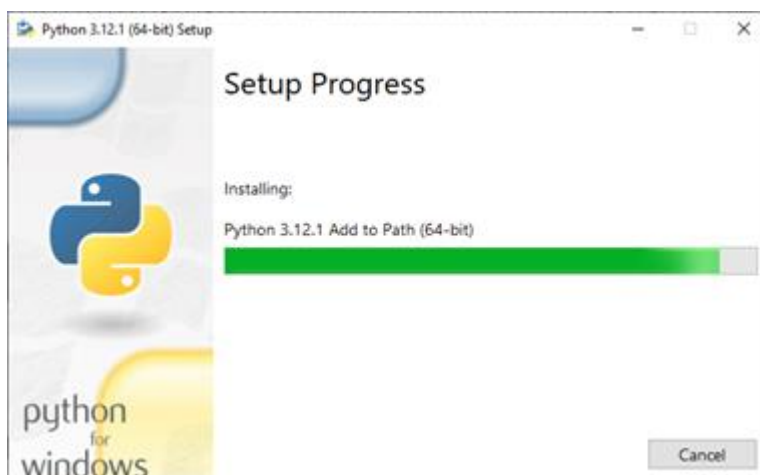 Python 3.12.1 (64-bit) Setup
Setup Progress
Installing:
Python 3.12.1 Add to Path (64-bit)
python
for
windows
Cancel